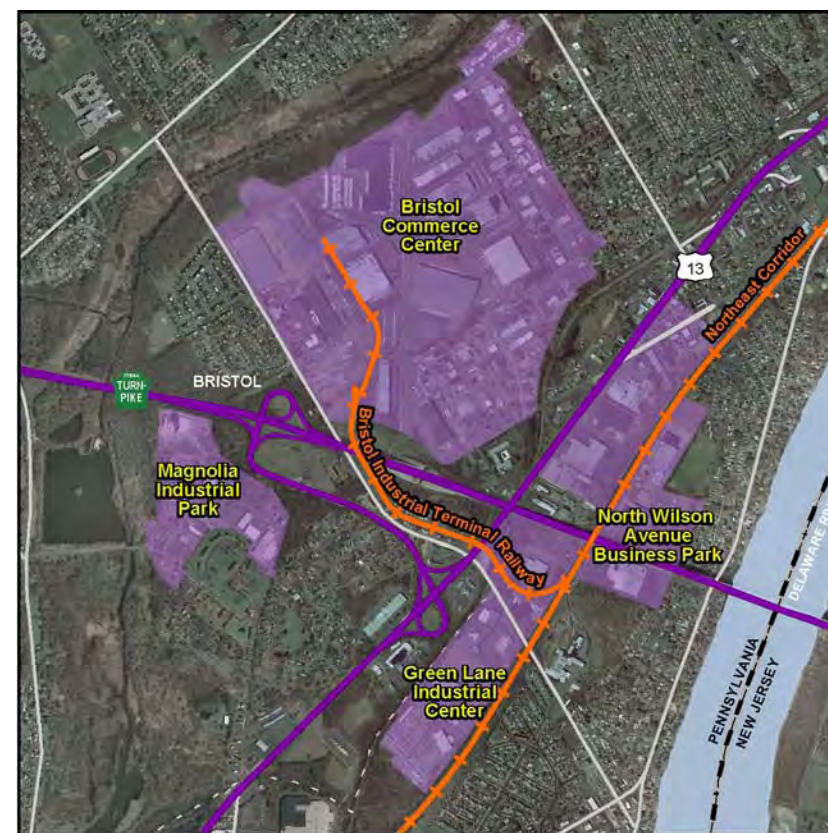 Bristol
Commerce
Center
13
Northeast Corridor
TURN-
PIKE
BRISTOL
Bristol Industrial Terminal Railway
Magnolia
Industrial
Park
North Wilson
Avenue
Business Park
Green Lane
Industrial
Center
PENNSYLVANIA
NEW JERSEY
DELAWARE